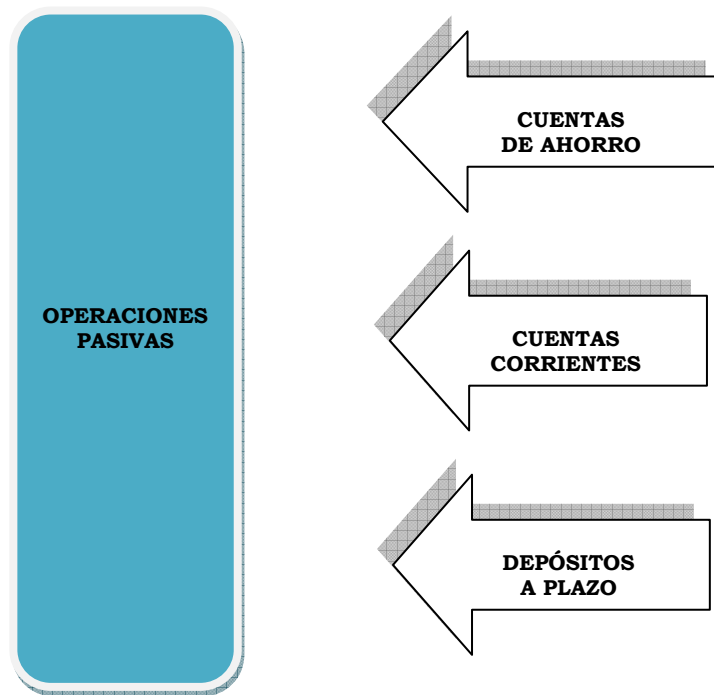 OPERACIONES
PASIVAS
CUENTAS
DE AHORRO
CUENTAS
CORRIENTES
DEPÓSITOS
A PLAZO